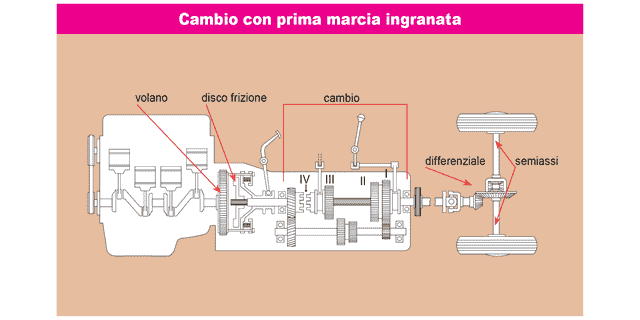 Cambio con prima marcia ingranata
volano
disco frizione
cambio
differenziale
semiassi
IV
III
II
I